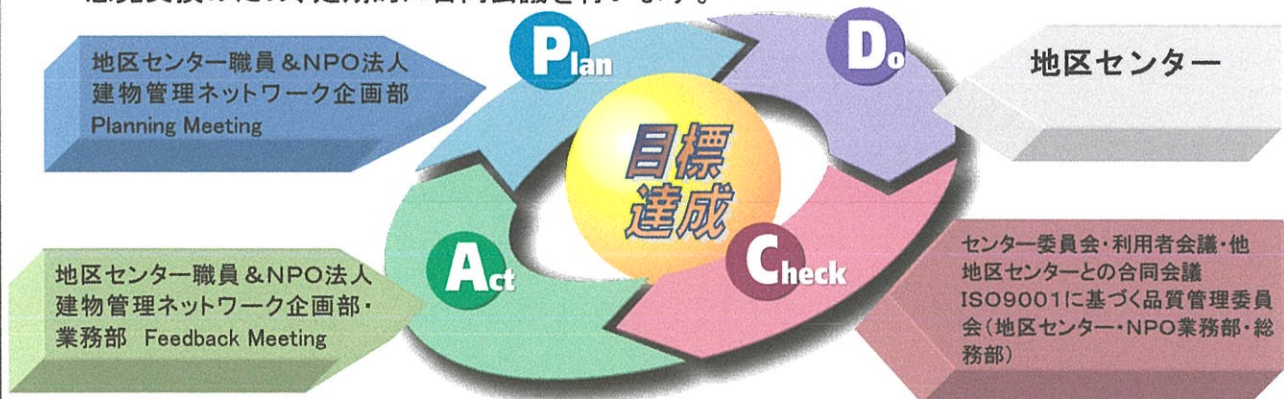 地区センター職員&NPO法人
建物管理ネットワーク企画部
Planning Meeting
Plan
Do
地区センター
目標
達成
地区センター職員&NPO法人
建物管理ネットワーク企画部・
業務部 Feedback Meeting
Act
Check
センター委員会・利用者会議・他
地区センターとの合同会議
ISO9001に基づく品質管理委員
会(地区センター・NPO業務部・総
務部)